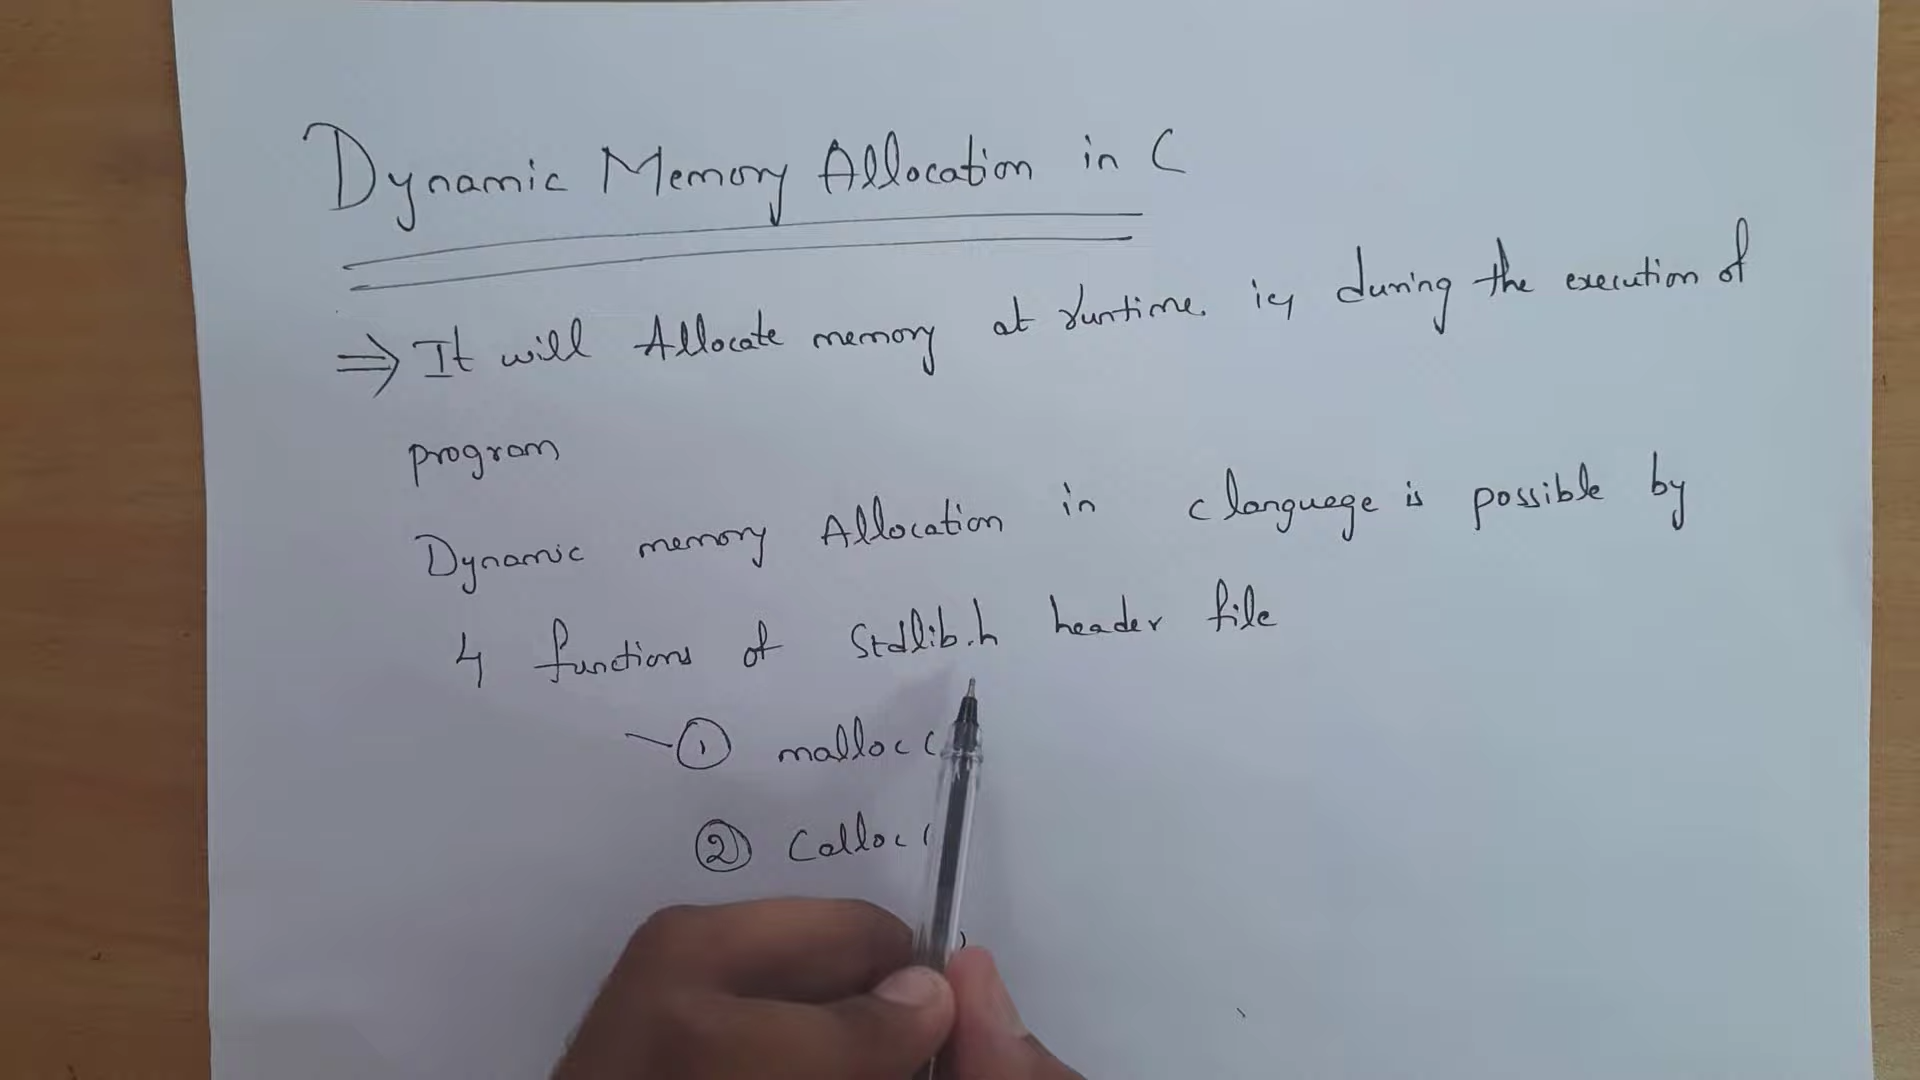 Dynamic Memory Allocation in C
⇒ It will Allocate memory at runtime. ie, during the execution of
program
Dynamic memory Allocation in c languege is possible by
4 functions of stdlib.h header file
① malloc(
② Calloc(
)